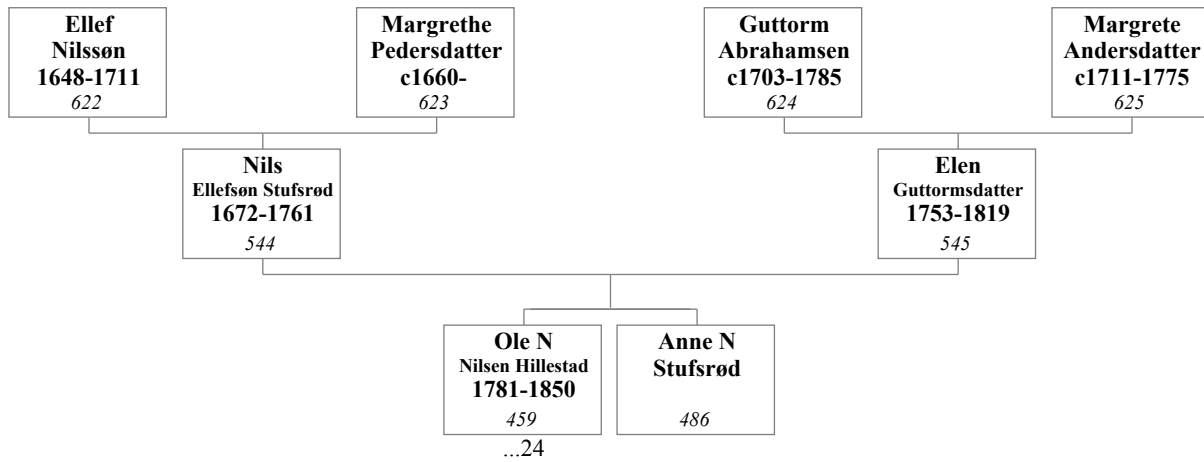 Ellef
Nilssøn
1648-1711
622
Margrethe
Pedersdatter
c1660-
623
Guttorm
Abrahamsen
c1703-1785
624
Margrete
Andersdatter
c1711-1775
625
Nils
Ellefsøn Stufsrød
1672-1761
544
Elen
Guttormsdatter
1753-1819
545
Ole N
Nilsen Hillestad
1781-1850
459
...24
Anne N
Stufsrød
486